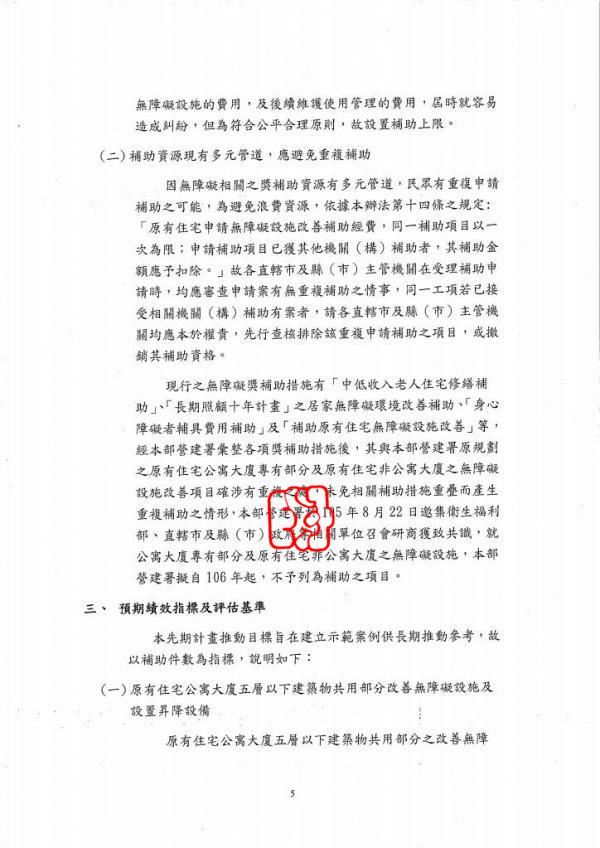 無障礙設施的費用，及後續維護使用管理的費用，屆時就容易
造成糾紛，但為符合公平合理原則，故設置補助上限。
(二)補助資源現有多元管道，應避免重複補助
因無障礙相關之獎補助資源有多元管道，民眾有重復申請
補助之可能，為避免浪費資源，依據本辦法第十四條之規定:
「原有住宅申請無障礙設施改善補助經費，同一補助項目以一
次為限；申請補助項目已獲其他機關（構）補助者，其補助金
額應予扣除。」故各直轄市及縣（市）主管機關在受理補助申
請時，均應審查申請案有無重複補助之情事，同一工項若已接
受相關機關（構）補助有案者，請各直轄市及縣（市）主管機
關均應本於權責，先行查核排除該重複申請補助之項目，或撤
銷其補助資格。
現行之無障礙獎補助措施有「中低收入老人住宅修繕補
助」、「長期照顧十年計畫」之居家無障礙環境改善補助、「身心
障礙者輔具費用補助」及「補助原有住宅無障礙設施改善」等，
經本部營建署彙整各項獎補助措施後，其與本部營建署原規劃
之原有住宅公寓大廈專有部分及原有住宅非公寓大廈之無障礙
設施改善項目確涉有重複之處，未免相關補助措施重疊而產生
重複補助之情形，本部營建署於105年8月22日邀集衛生福利
部、直轄市及縣（市）政府等相關單位召會研商獲致共識，就
公寓大廈專有部分及原有住宅非公寓大廈之無障礙設施，本部
營建署擬自106年起，不予列為補助之項目。
三、 預期績效指標及評估基準
本先期計畫推動目標旨在建立示範案例供長期推動參考，故
以補助件數為指標，說明如下：
(一)原有住宅公寓大廈五層以下建築物共用部分改善無障礙設施及
設置昇降設備
原有住宅公寓大廈五層以下建築物共用部分之改善無障
5